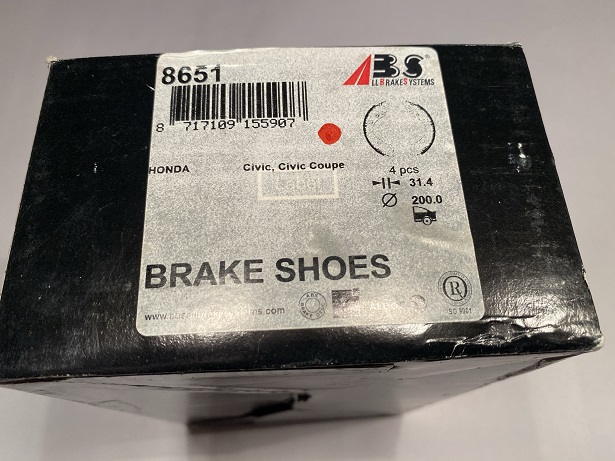 8651
ABS
ALL BRAKE SYSTEMS
8 717109 155907
HONDA
Civic, Civic Coupe
4 pcs
31.4
Ø 200.0
BRAKE SHOES
R